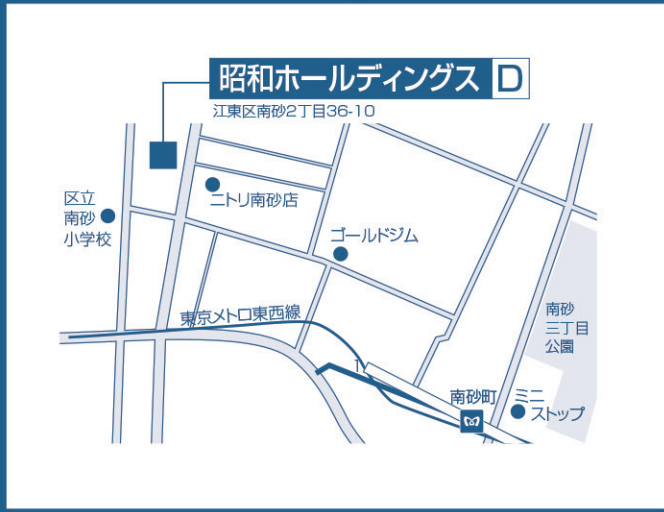 昭和ホールディングス D
江東区南砂2丁目36-10
区立
南砂
小学校
ニトリ南砂店
ゴールドジム
東京メトロ東西線
南砂
三丁目
公園
1
南砂町
ミニ
ストップ